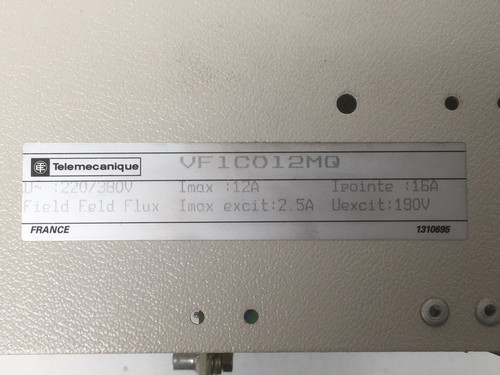 Telemecanique VF1C012MQ
U~ :220/380V Imax :12A Ipointe :16A
Field Feld Flux Imax excit:2.5A Uexcit:190V
FRANCE 1310695